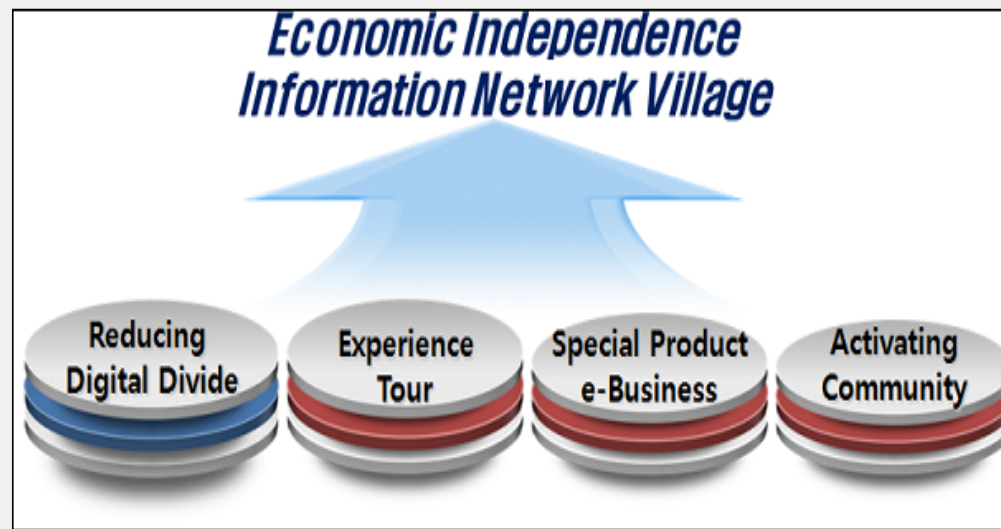 Economic Independence
Information Network Village
Reducing
Digital Divide
Experience
Tour
Special Product
e-Business
Activating
Community